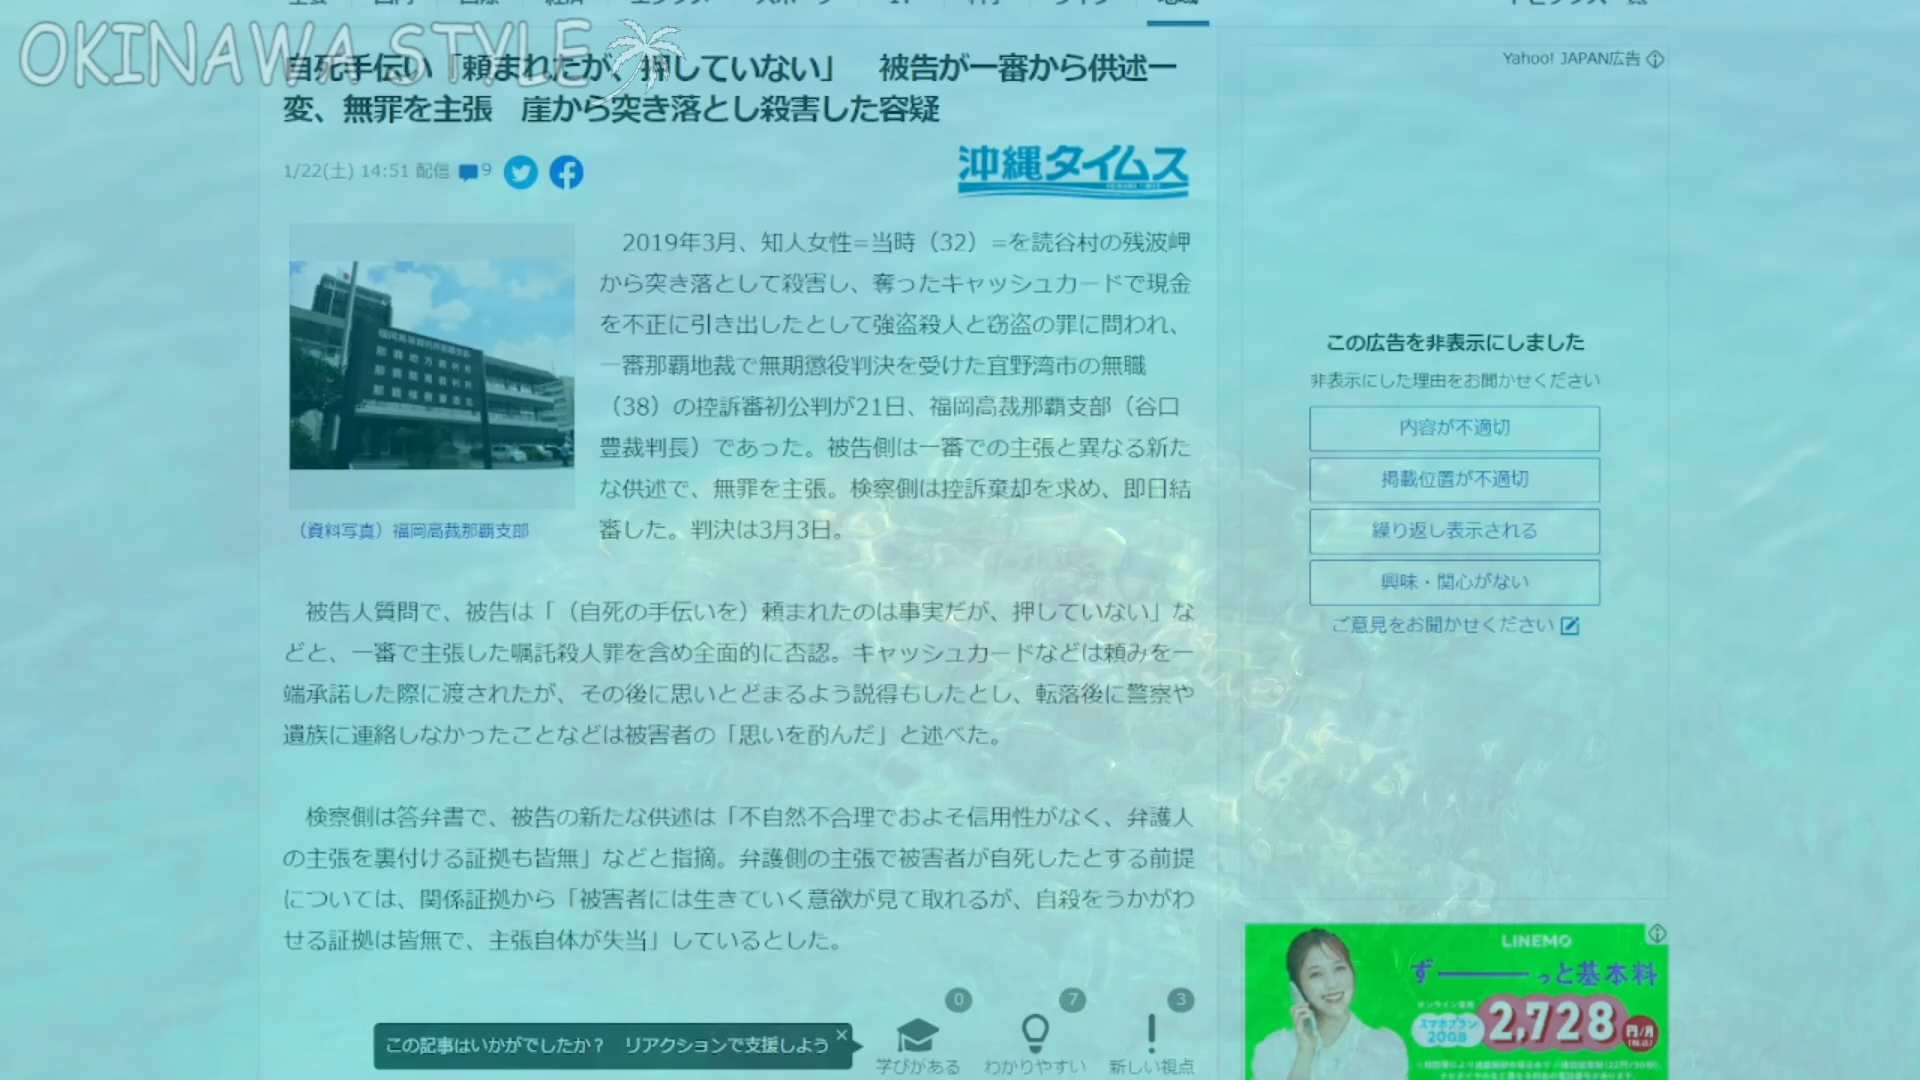 OKINAWA STYLE
自死手伝い「頼まれたが、押していない」　被告が一審から供述一
変、無罪を主張　崖から突き落とし殺害した容疑
1/22(土) 14:51 配信 9
沖縄タイムス
2019年3月、知人女性=当時（32）=を読谷村の残波岬
から突き落として殺害し、奪ったキャッシュカードで現金
を不正に引き出したとして強盗殺人と窃盗の罪に問われ、
一審那覇地裁で無期懲役判決を受けた宜野湾市の無職
（38）の控訴審初公判が21日、福岡高裁那覇支部（谷口
豊裁判長）であった。被告側は一審での主張と異なる新た
な供述で、無罪を主張。検察側は控訴棄却を求め、即日結
審した。判決は3月3日。
（資料写真）福岡高裁那覇支部
被告人質問で、被告は「（自死の手伝いを）頼まれたのは事実だが、押していない」な
どと、一審で主張した嘱託殺人罪を含め全面的に否認。キャッシュカードなどは頼みを一
端承諾した際に渡されたが、その後に思いとどまるよう説得もしたとし、転落後に警察や
遺族に連絡しなかったことなどは被害者の「思いを酌んだ」と述べた。
検察側は答弁書で、被告の新たな供述は「不自然不合理でおよそ信用性がなく、弁護人
の主張を裏付ける証拠も皆無」などと指摘。弁護側の主張で被害者が自死したとする前提
については、関係証拠から「被害者には生きていく意欲が見て取れるが、自殺をうかがわ
せる証拠は皆無で、主張自体が失当」しているとした。
この記事はいかがでしたか？　リアクションで支援しよう
0
学びがある
7
わかりやすい
3
新しい視点
Yahoo! JAPAN広告
この広告を非表示にしました
非表示にした理由をお聞かせください
内容が不適切
掲載位置が不適切
繰り返し表示される
興味・関心がない
ご意見をお聞かせください
LINEMO
ず――っと基本料
スマホプラン
20GB
2,728
円/月